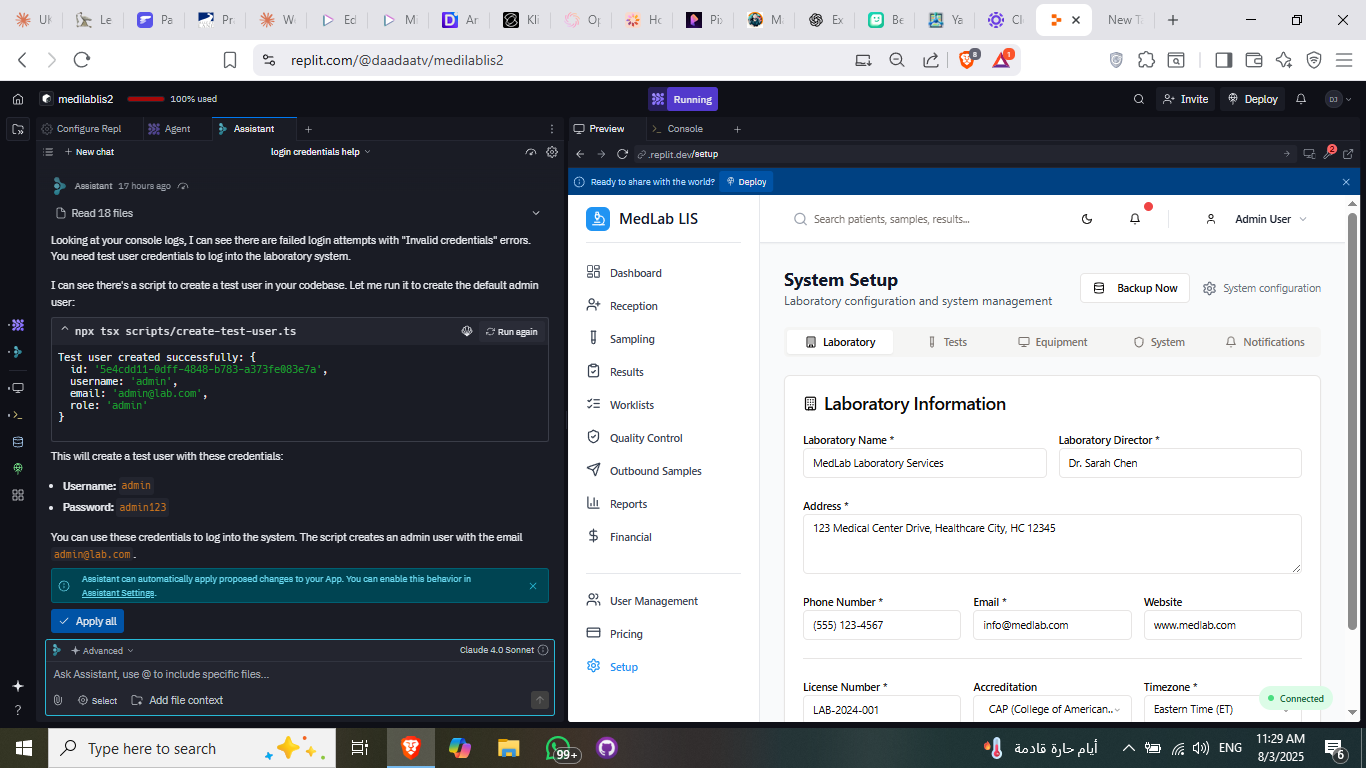 UK
Le
Pa
Pr
We
Ed
Mi
Ar
Kli
Op
Ho
Pix
Ma
Ex
Be
Ya
Cl
New T
replit.com/@daadaatv/medilablis2
8
1
medilablis2
100% used
Running
Invite
Deploy
DJ
Configure Repl
Agent
Assistant
New chat
login credentials help
Assistant 17 hours ago
Read 18 files
Looking at your console logs, I can see there are failed login attempts with "Invalid credentials" errors.
You need test user credentials to log into the laboratory system.
I can see there's a script to create a test user in your codebase. Let me run it to create the default admin
user:
npx tsx scripts/create-test-user.ts
Run again
Test user created successfully: {
id: '5e4cdd11-0dff-4848-b783-a373fe083e7a',
username: 'admin',
email: 'admin@lab.com',
role: 'admin'
}
This will create a test user with these credentials:
• Username: admin
• Password: admin123
You can use these credentials to log into the system. The script creates an admin user with the email
admin@lab.com.
Assistant can automatically apply proposed changes to your App. You can enable this behavior in
Assistant Settings.
Apply all
Advanced
Claude 4.0 Sonnet
Ask Assistant, use @ to include specific files...
Select
Add file context
Preview
Console
.replit.dev/setup
2
Ready to share with the world?
Deploy
MedLab LIS
Search patients, samples, results...
Admin User
Dashboard
Reception
Sampling
Results
Worklists
Quality Control
Outbound Samples
Reports
Financial
User Management
Pricing
Setup
System Setup
Laboratory configuration and system management
Backup Now
System configuration
Laboratory
Tests
Equipment
System
Notifications
Laboratory Information
Laboratory Name *
Laboratory Director *
MedLab Laboratory Services
Dr. Sarah Chen
Address *
123 Medical Center Drive, Healthcare City, HC 12345
Phone Number *
Email *
Website
(555) 123-4567
info@medlab.com
www.medlab.com
License Number *
Accreditation
Timezone *
LAB-2024-001
CAP (College of American..
Eastern Time (ET)
Connected
Type here to search
99+
أيام حارة قادمة
ENG
11:29 AM
8/3/2025
6